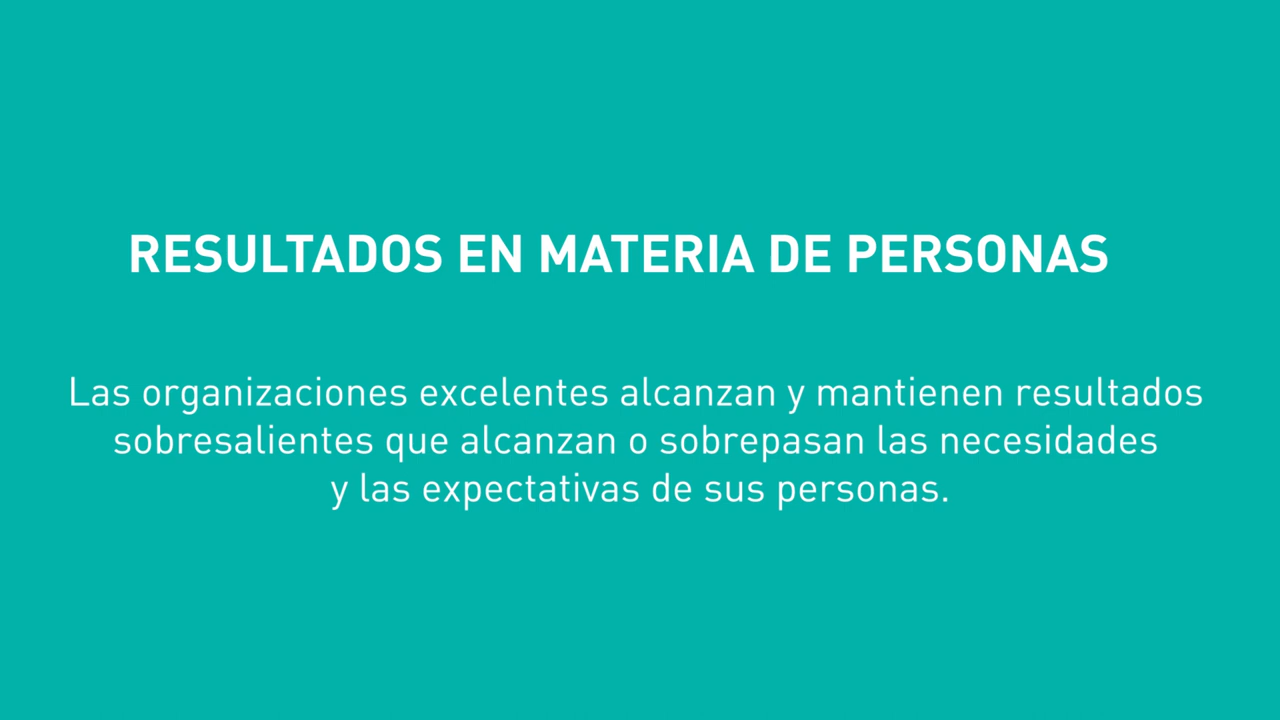 RESULTADOS EN MATERIA DE PERSONAS
Las organizaciones excelentes alcanzan y mantienen resultados
sobresalientes que alcanzan o sobrepasan las necesidades
y las expectativas de sus personas.